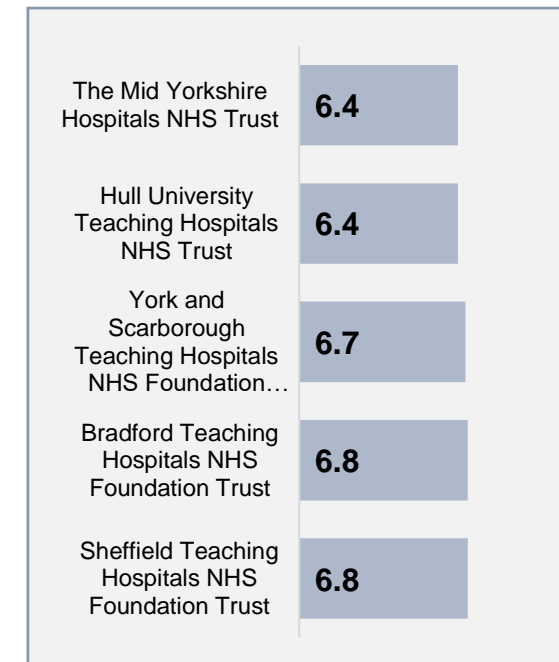 The Mid Yorkshire
Hospitals NHS Trust
6.4
Hull University
Teaching Hospitals
NHS Trust
6.4
York and
Scarborough
Teaching Hospitals
NHS Foundation…
6.7
Bradford Teaching
Hospitals NHS
Foundation Trust
6.8
Sheffield Teaching
Hospitals NHS
Foundation Trust
6.8